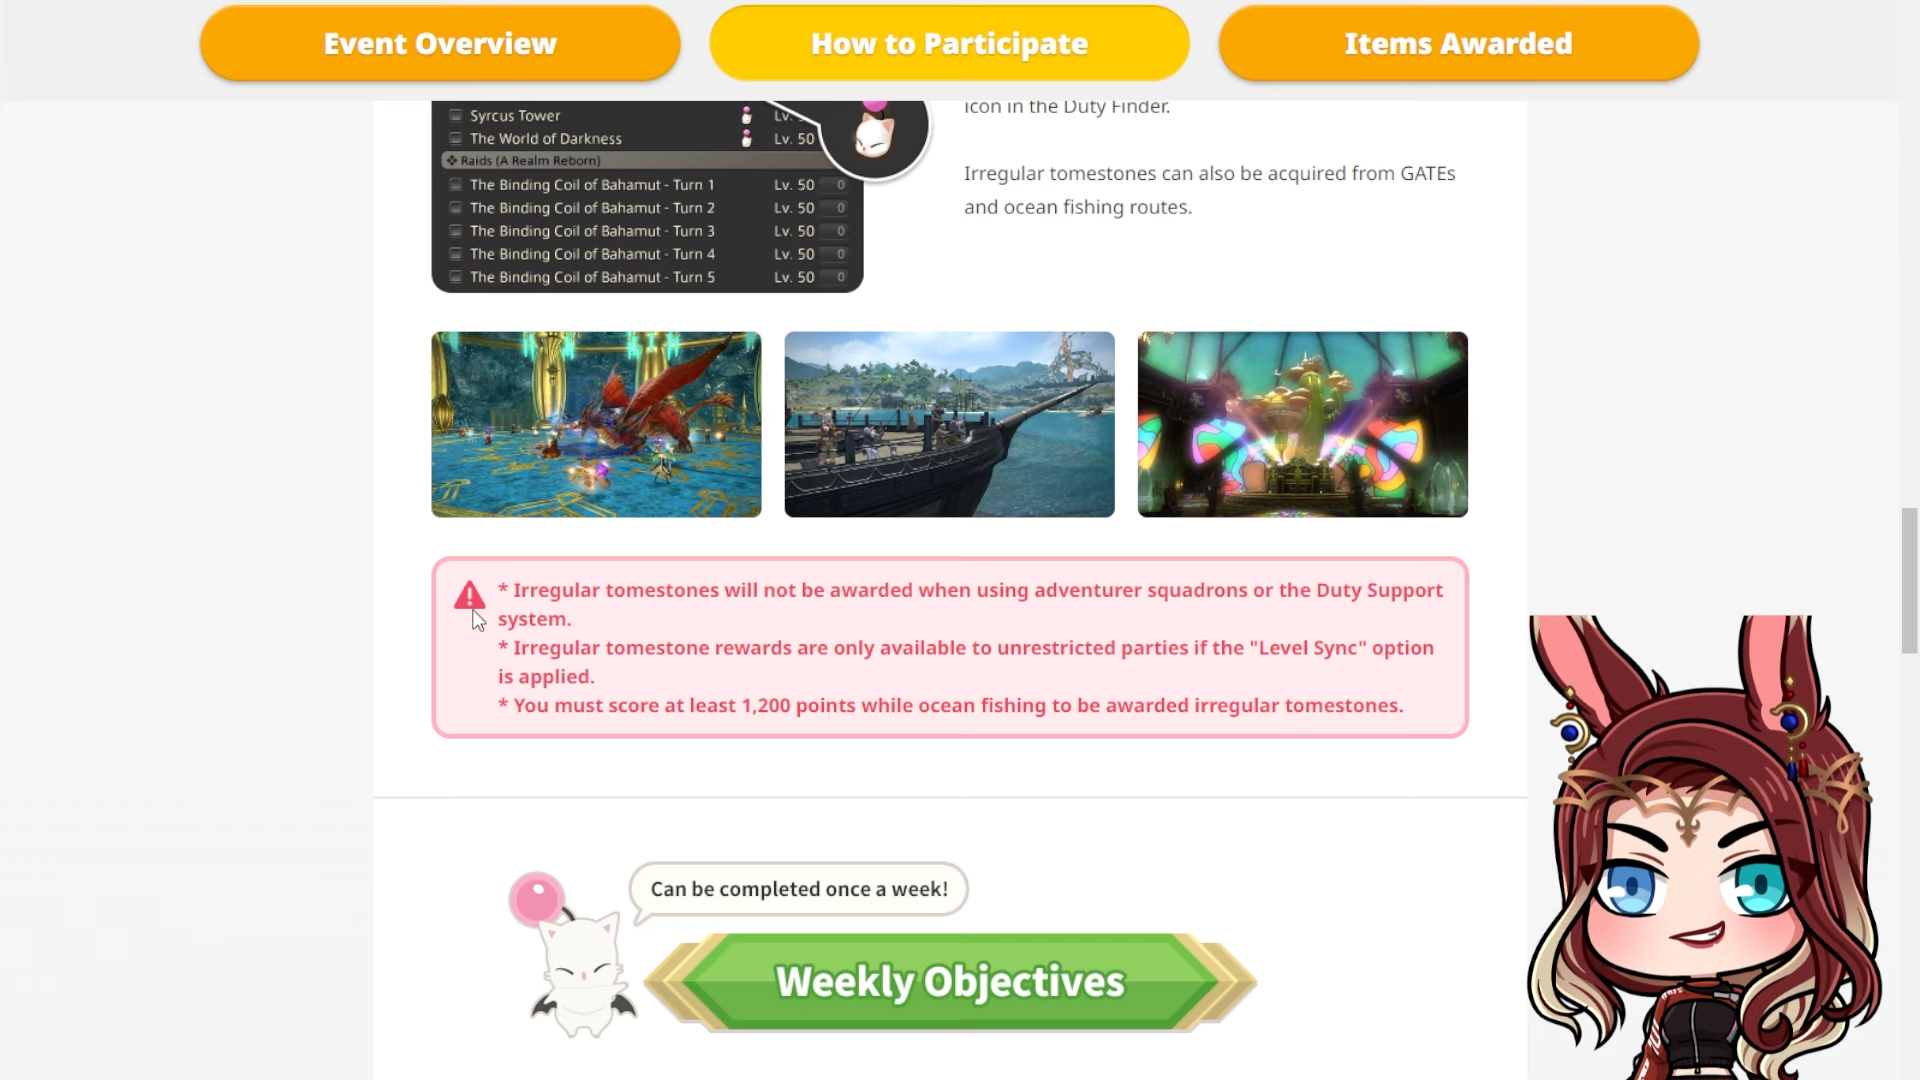 Event Overview
How to Participate
Items Awarded
Syrcus Tower Lv.
The World of Darkness Lv. 50
Raids (A Realm Reborn)
The Binding Coil of Bahamut - Turn 1 Lv. 50 0
The Binding Coil of Bahamut - Turn 2 Lv. 50 0
The Binding Coil of Bahamut - Turn 3 Lv. 50 0
The Binding Coil of Bahamut - Turn 4 Lv. 50 0
The Binding Coil of Bahamut - Turn 5 Lv. 50 0
icon in the Duty Finder.
Irregular tomestones can also be acquired from GATEs
and ocean fishing routes.
* Irregular tomestones will not be awarded when using adventurer squadrons or the Duty Support
system.
* Irregular tomestone rewards are only available to unrestricted parties if the "Level Sync" option
is applied.
* You must score at least 1,200 points while ocean fishing to be awarded irregular tomestones.
Can be completed once a week!
Weekly Objectives